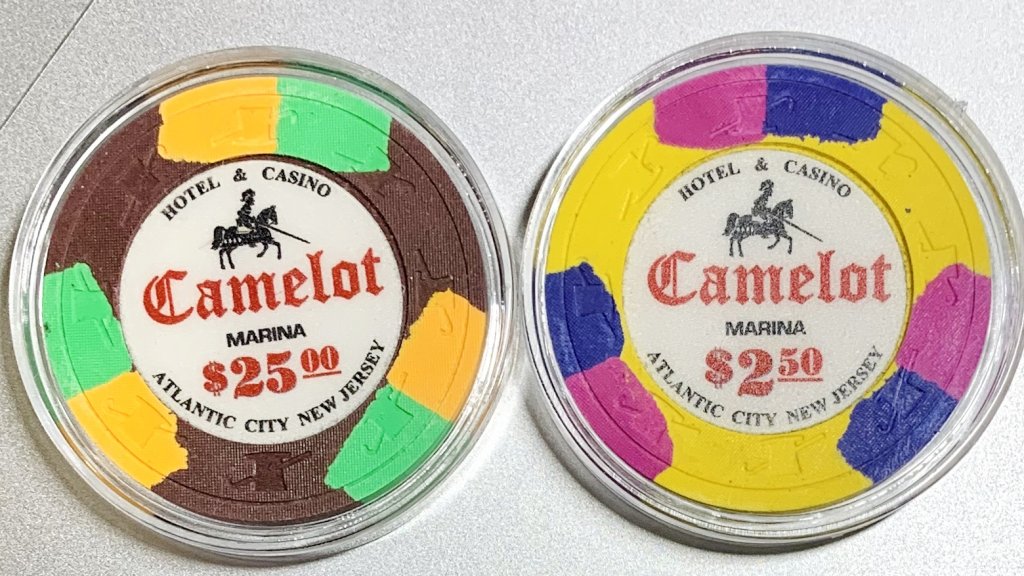 HOTEL & CASINO
Camelot
MARINA
$25.00
ATLANTIC CITY NEW JERSEY
HOTEL & CASINO
Camelot
MARINA
$2.50
ATLANTIC CITY NEW JERSEY